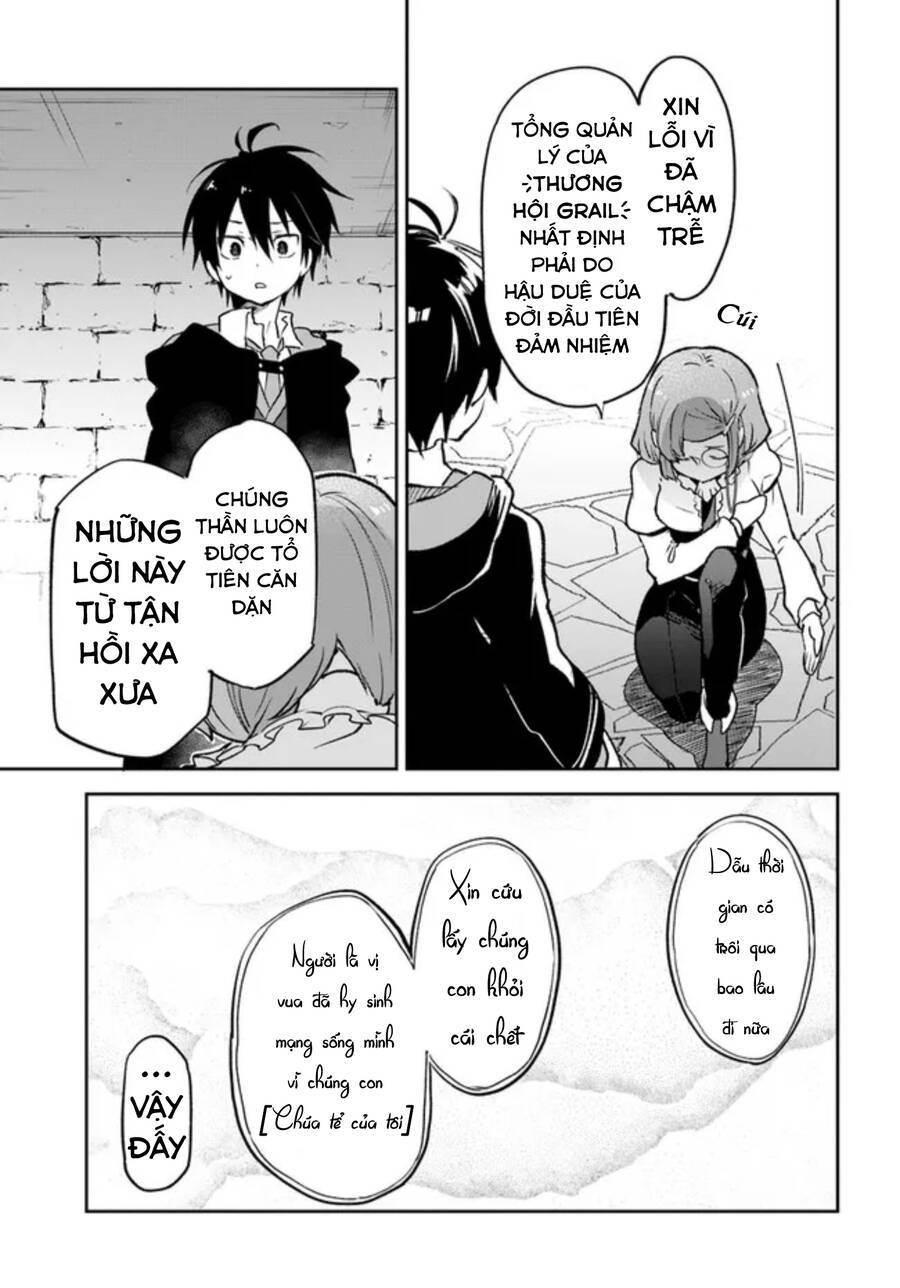 XIN
LỖI VÌ
ĐÃ
CHẬM
TRỄ
TỔNG QUẢN
LÝ CỦA
THƯƠNG
HỘI GRAIL
NHẤT ĐỊNH
PHẢI DO
HẬU DUỆ CỦA
ĐỜI ĐẦU TIÊN
ĐẢM NHIỆM
Cúi
CHÚNG
THẦN LUÔN
ĐƯỢC TỔ
TIÊN CĂN
DẶN
NHỮNG
LỜI NÀY
TỪ TẬN
HỒI XA
XƯA
Dẫu thời
gian có
trôi qua
bao lâu
đi nữa
Xin cứu
lấy chúng
con khỏi
cái chết
Người là vị
vua đã hy sinh
mạng sống mình
vì chúng con
[Chúa tể của tôi]
...
VẬY
ĐẤY